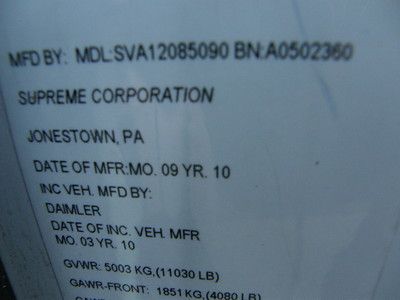 MFD BY: MDL:SVA12085090 BN:A0502360
SUPREME CORPORATION
JONESTOWN, PA
DATE OF MFR:MO. 09 YR. 10
INC VEH. MFD BY:
DAIMLER
DATE OF INC. VEH. MFR
MO. 03 YR. 10
GVWR: 5003 KG,(11030 LB)
GAWR-FRONT: 1851 KG,(4080 LB)